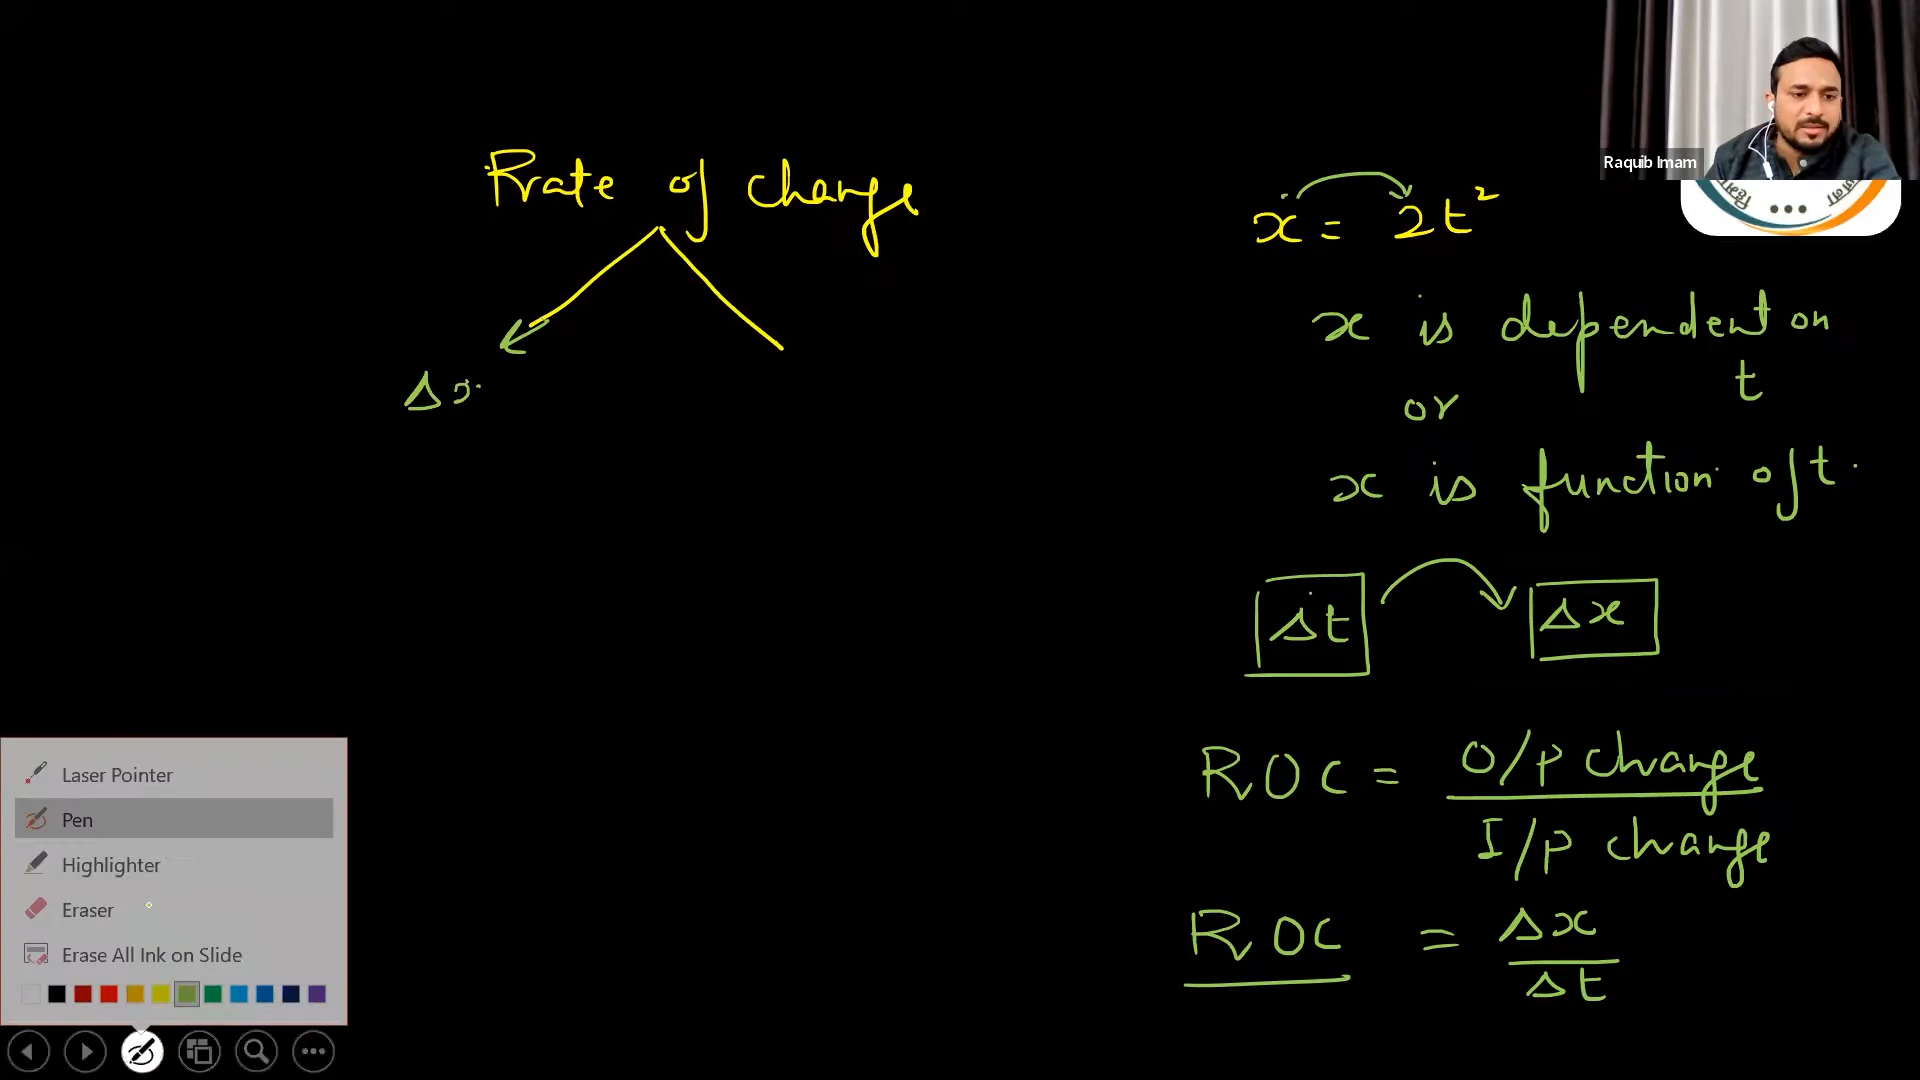 Raquib Imam
Rate of change
x = 2t²
x is dependent on
t
or
x is function of t.
Δx
Δt
Δx
ROC = O/P change
I/P change
ROC = Δx
Δt
Laser Pointer
Pen
Highlighter
Eraser
Erase All Ink on Slide